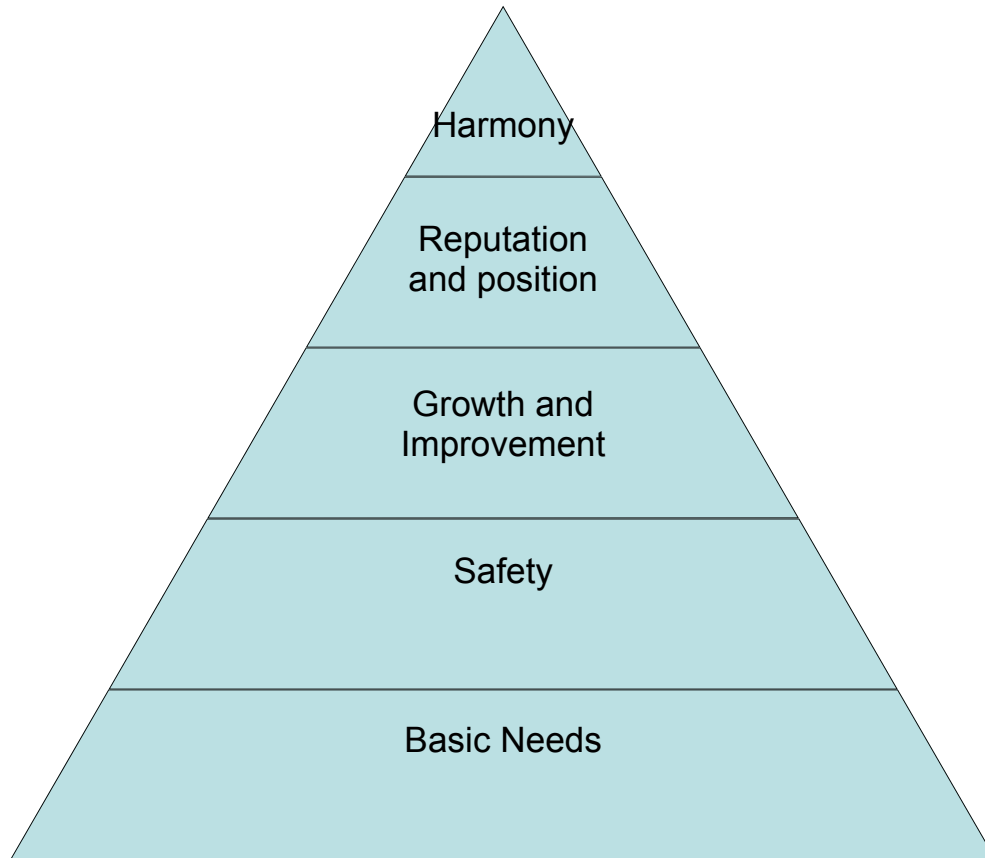 Harmony
Reputation
and position
Growth and
Improvement
Safety
Basic Needs